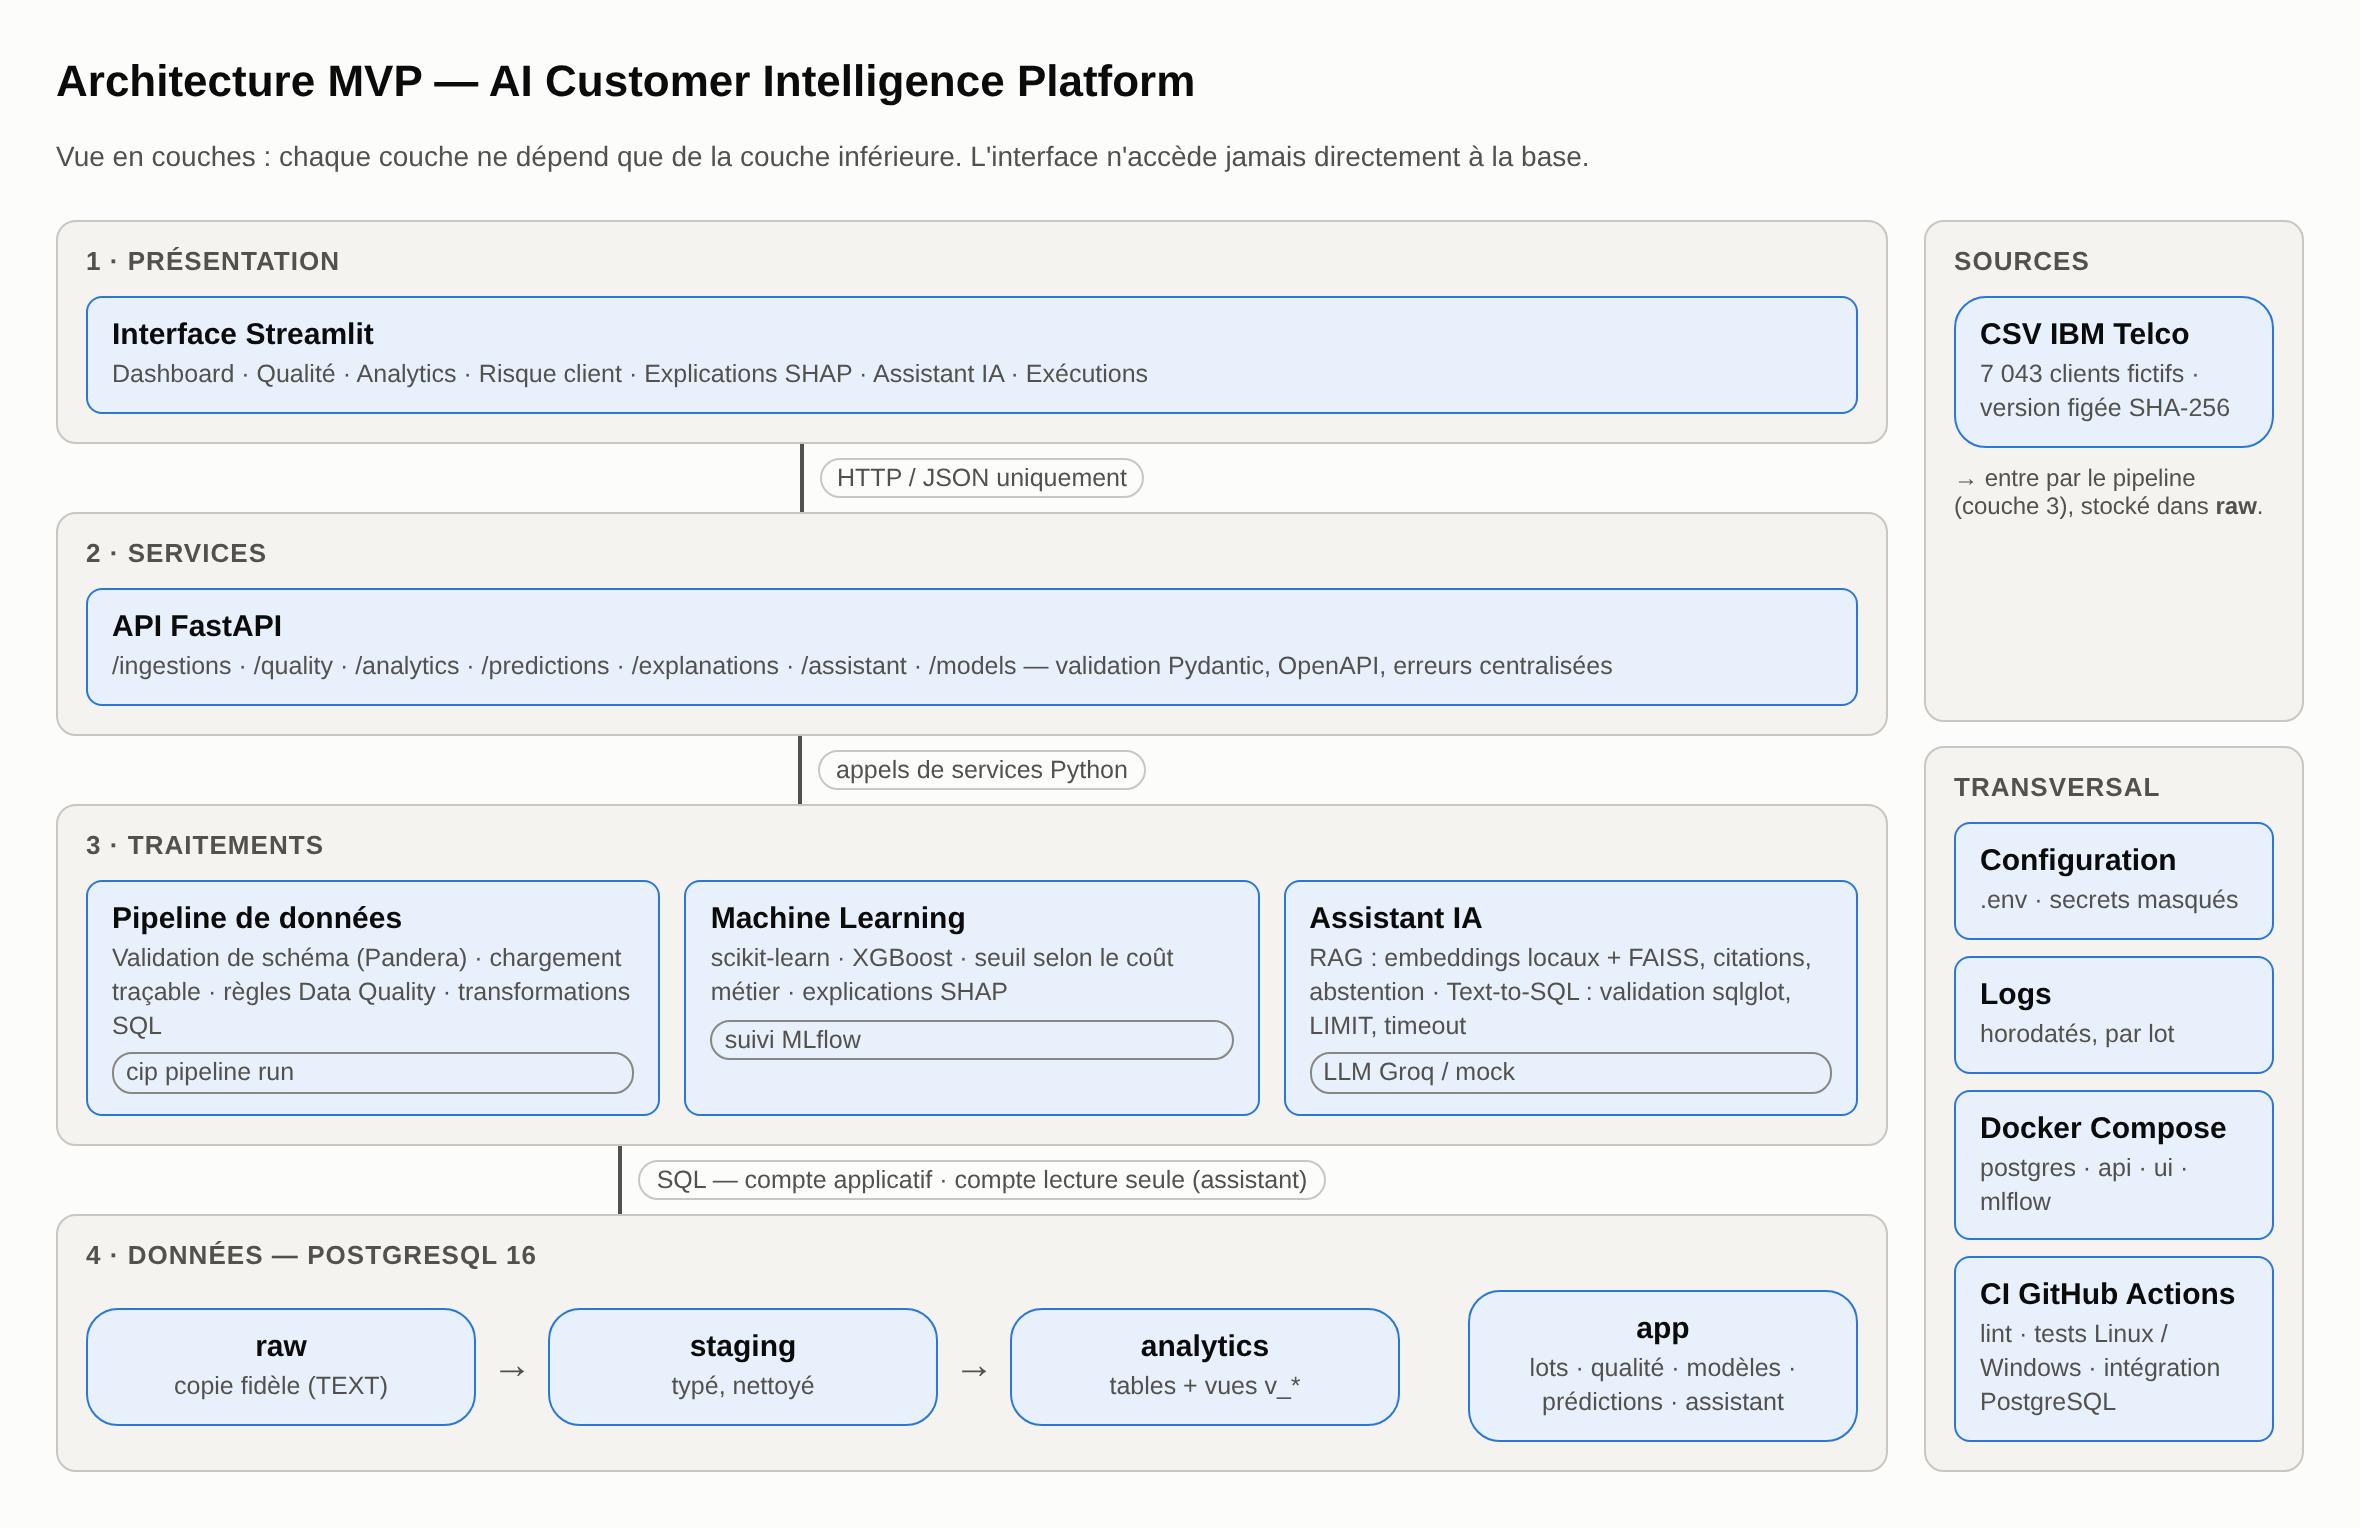 Architecture MVP — AI Customer Intelligence Platform
Vue en couches : chaque couche ne dépend que de la couche inférieure. L'interface n'accède jamais directement à la base.
1 · PRÉSENTATION
Interface Streamlit
Dashboard · Qualité · Analytics · Risque client · Explications SHAP · Assistant IA · Exécutions
HTTP / JSON uniquement
2 · SERVICES
API FastAPI
/ingestions · /quality · /analytics · /predictions · /explanations · /assistant · /models — validation Pydantic, OpenAPI, erreurs centralisées
appels de services Python
3 · TRAITEMENTS
Pipeline de données
Validation de schéma (Pandera) · chargement
traçable · règles Data Quality · transformations
SQL
cip pipeline run
Machine Learning
scikit-learn · XGBoost · seuil selon le coût
métier · explications SHAP
suivi MLflow
Assistant IA
RAG : embeddings locaux + FAISS, citations,
abstention · Text-to-SQL : validation sqlglot,
LIMIT, timeout
LLM Groq / mock
SQL — compte applicatif · compte lecture seule (assistant)
4 · DONNÉES — POSTGRESQL 16
raw
copie fidèle (TEXT)
→
staging
typé, nettoyé
→
analytics
tables + vues v_*
app
lots · qualité · modèles ·
prédictions · assistant
SOURCES
CSV IBM Telco
7 043 clients fictifs ·
version figée SHA-256
→ entre par le pipeline
(couche 3), stocké dans raw.
TRANSVERSAL
Configuration
.env · secrets masqués
Logs
horodatés, par lot
Docker Compose
postgres · api · ui ·
mlflow
CI GitHub Actions
lint · tests Linux /
Windows · intégration
PostgreSQL